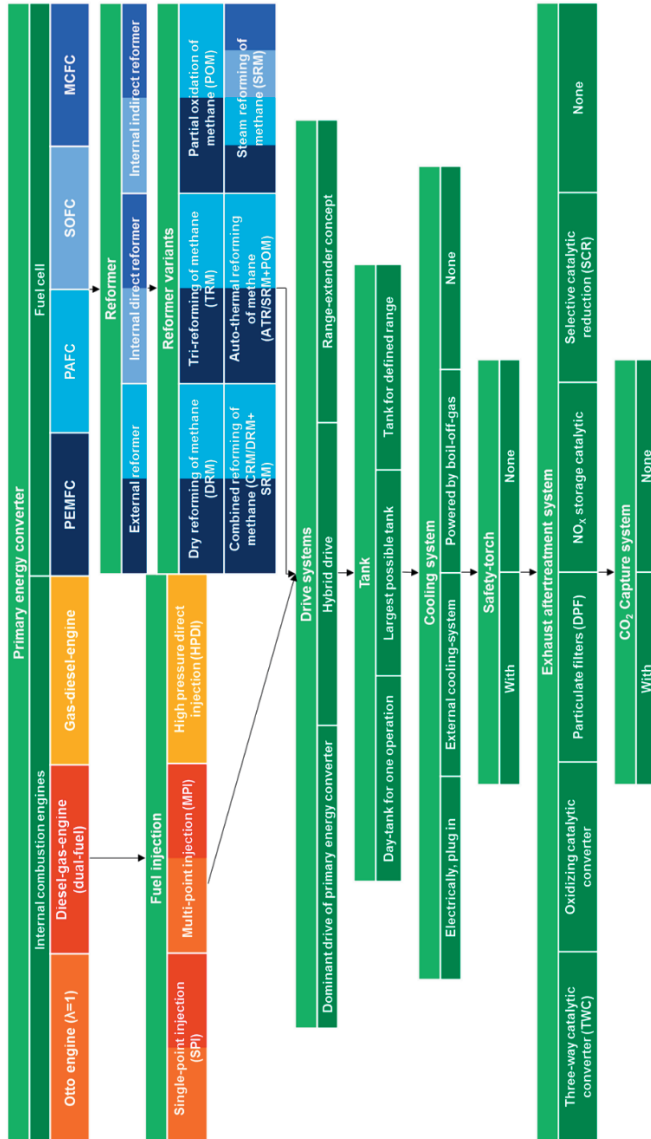 Primary energy converter
Internal combustion engines
Fuel cell
Otto engine (λ=1)
Diesel-gas-engine
(dual-fuel)
Gas-diesel-engine
PEMFC
PAFC
SOFC
MCFC
Fuel injection
Single-point injection
(SPI)
Multi-point injection (MPI)
High pressure direct
injection (HPDI)
Reformer
External reformer
Internal direct reformer
Internal indirect reformer
Reformer variants
Dry reforming of methane
(DRM)
Tri-reforming of methane
(TRM)
Partial oxidation of
methane (POM)
Combined reforming of
methane (CRM/DRM+
SRM)
Auto-thermal reforming
of methane
(ATR/SRM+POM)
Steam reforming of
methane (SRM)
Drive systems
Dominant drive of primary energy converter
Hybrid drive
Range-extender concept
Tank
Day-tank for one operation
Largest possible tank
Tank for defined range
Cooling system
Electrically, plug in
External cooling-system
Powered by boil-off-gas
None
Safety-torch
With
None
Exhaust aftertreatment system
Three-way catalytic
converter (TWC)
Oxidizing catalytic
converter
Particulate filters (DPF)
NOX storage catalytic
Selective catalytic
reduction (SCR)
None
CO2 Capture system
With
None